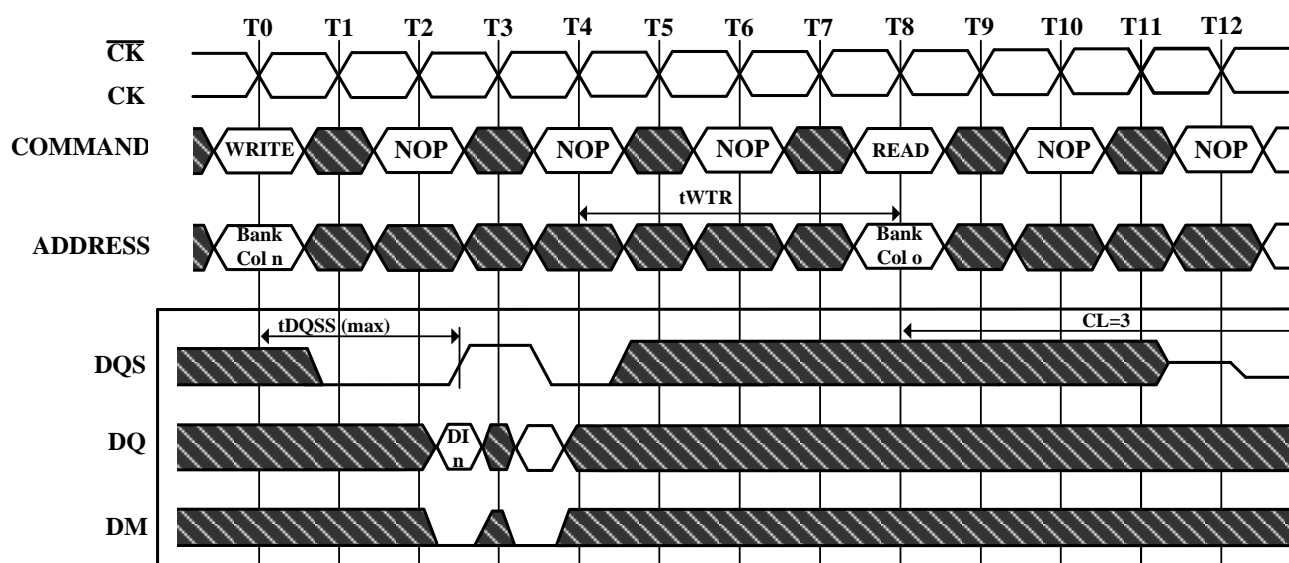 T0 T1 T2 T3 T4 T5 T6 T7 T8 T9 T10 T11 T12
CK
CK
COMMAND WRITE NOP NOP NOP READ NOP NOP
tWTR
ADDRESS Bank Col n Bank Col o
tDQSS (max) CL=3
DQS
DQ DI n
DM